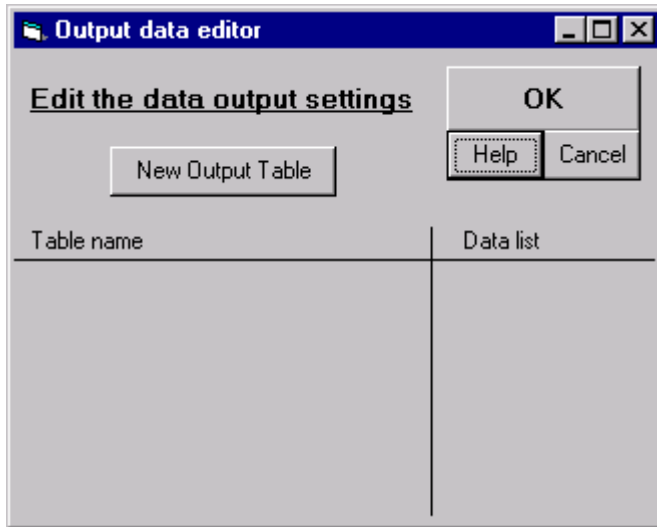 Output data editor
Edit the data output settings
OK
Help Cancel
New Output Table
Table name Data list